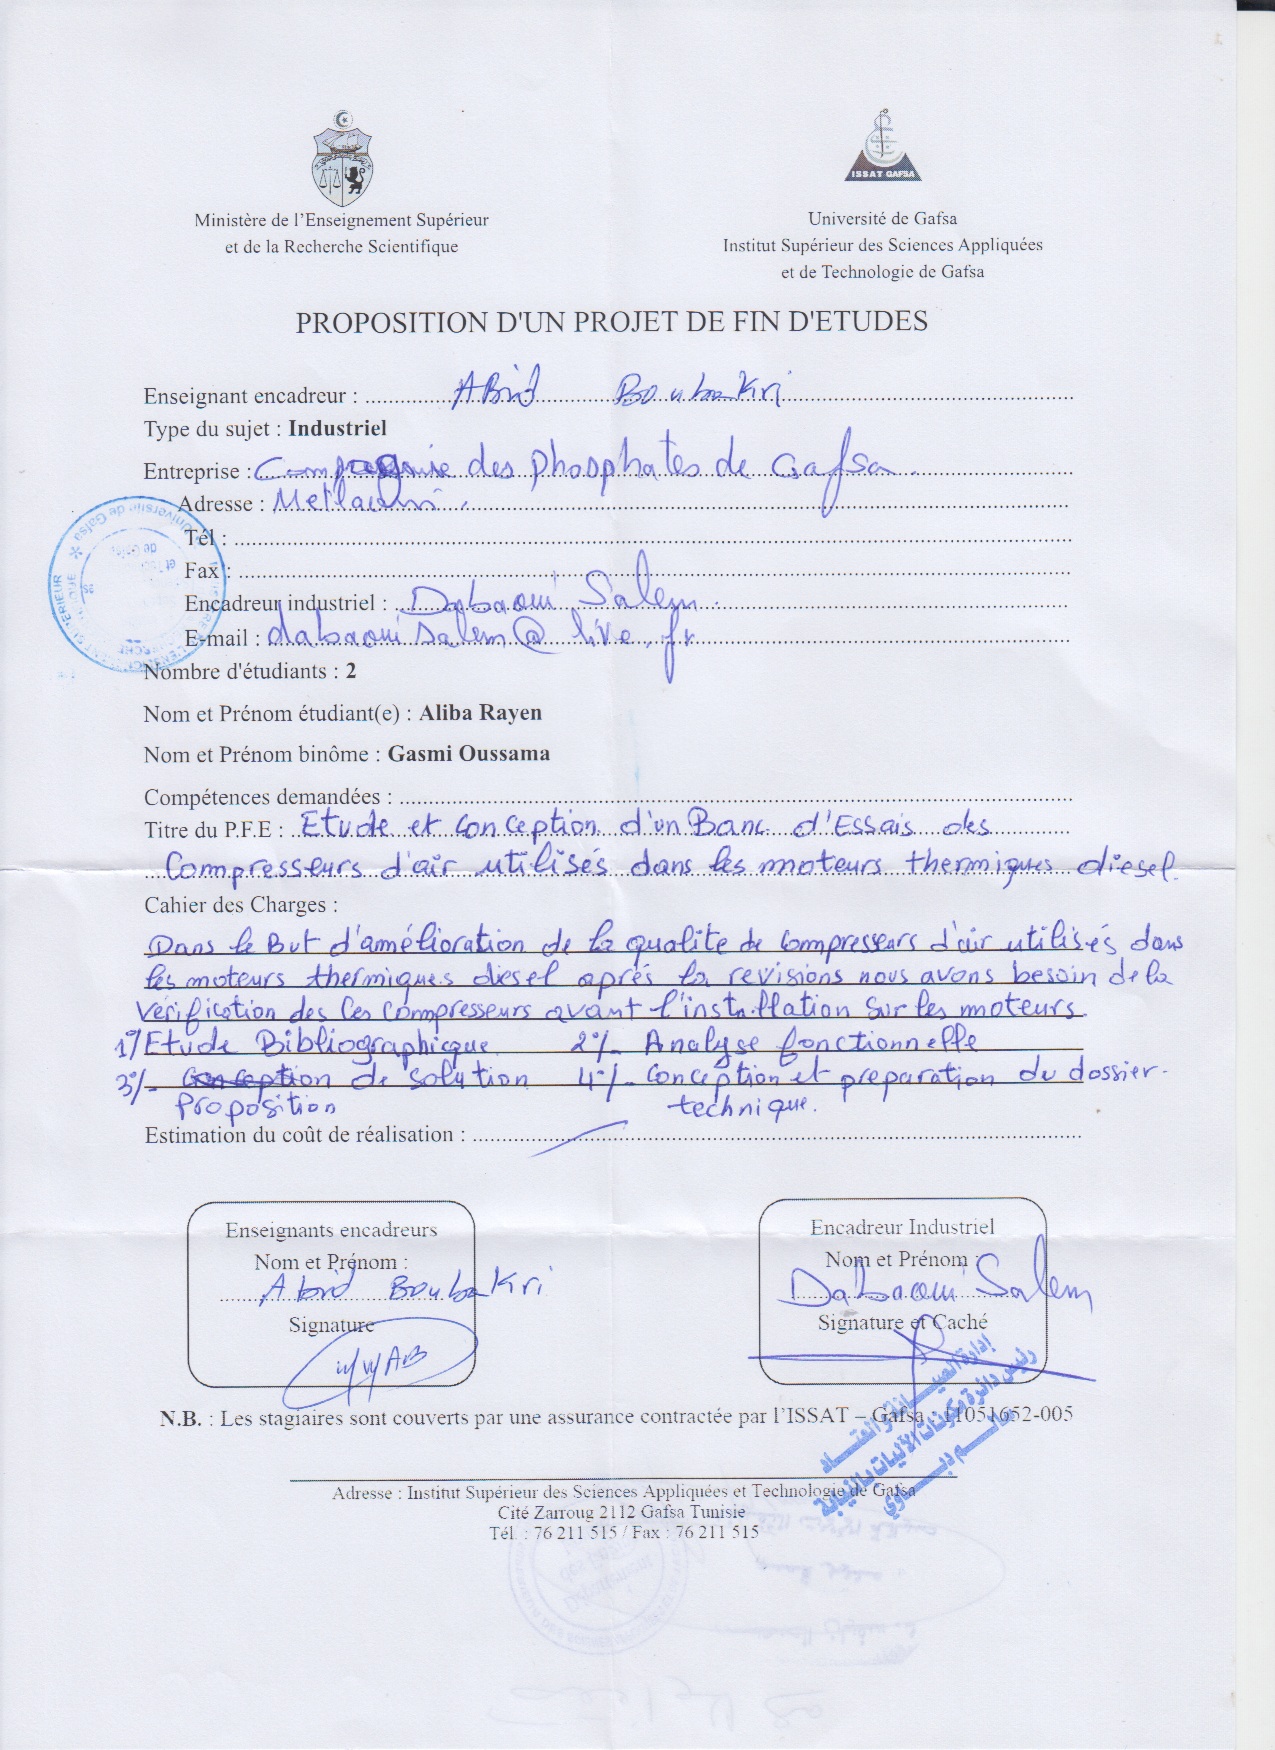 ISSAT GAFSA
Ministère de l'Enseignement Supérieur
et de la Recherche Scientifique
Université de Gafsa
Institut Supérieur des Sciences Appliquées
et de Technologie de Gafsa
PROPOSITION D'UN PROJET DE FIN D'ETUDES
Enseignant encadreur : Abid Boubakri
Type du sujet : Industriel
Entreprise : Compagnie des phosphates de Gafsa.
Adresse : Metlaoui.
Tél :
Fax :
Encadreur industriel : Dabaoui Salem.
E-mail : dabaoui salem@live.fr
Nombre d'étudiants : 2
Nom et Prénom étudiant(e) : Aliba Rayen
Nom et Prénom binôme : Gasmi Oussama
Compétences demandées :
Titre du P.F.E : Etude et Conception d'un Banc d'Essais des
Compresseurs d'air utilisés dans les moteurs thermiques diesel.
Cahier des Charges :
Dans le But d'amélioration de la qualite de Compresseurs d'air utilisés dans
les moteurs thermiques diesel aprés la revisions nous avons besoin de la
vérification des Ces Compresseurs avant l'installation sur les moteurs.
1°/ Etude Bibliographique 2°/- Analyse fonctionnelle
3°/- Conception de solution 4°/- Conception et preparation du dossier
Proposition technique.
Estimation du coût de réalisation :
Enseignants encadreurs
Nom et Prénom :
Abid Boubakri
Signature
Encadreur Industriel
Nom et Prénom :
Dabaoui Salem
Signature et Caché
إدارة الصيانة و العتاد
رئيس دائرة مكونات الآليات بالنيابة
N.B. : Les stagiaires sont couverts par une assurance contractée par l'ISSAT – Gafsa : 11051652-005
Adresse : Institut Supérieur des Sciences Appliquées et Technologie de Gafsa
Cité Zarroug 2112 Gafsa Tunisie
Tél. : 76 211 515 / Fax : 76 211 515